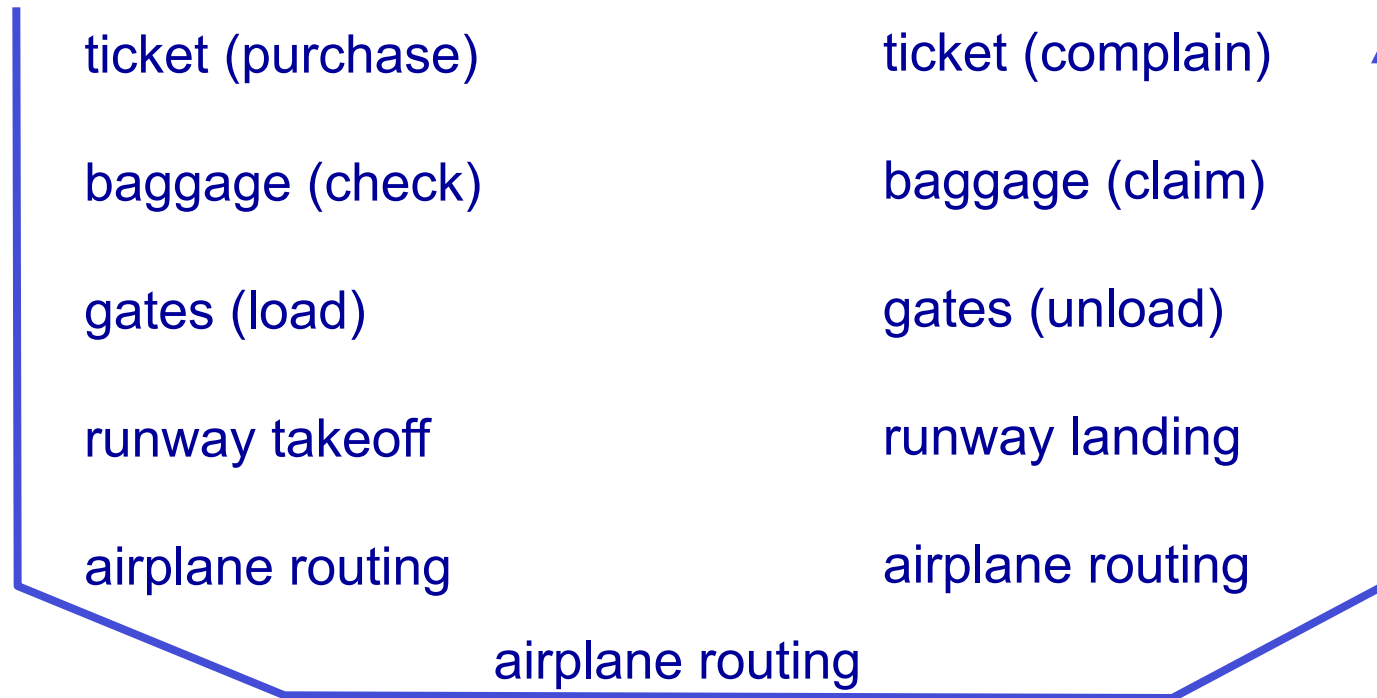 ticket (purchase)
baggage (check)
gates (load)
runway takeoff
airplane routing
ticket (complain)
baggage (claim)
gates (unload)
runway landing
airplane routing
airplane routing